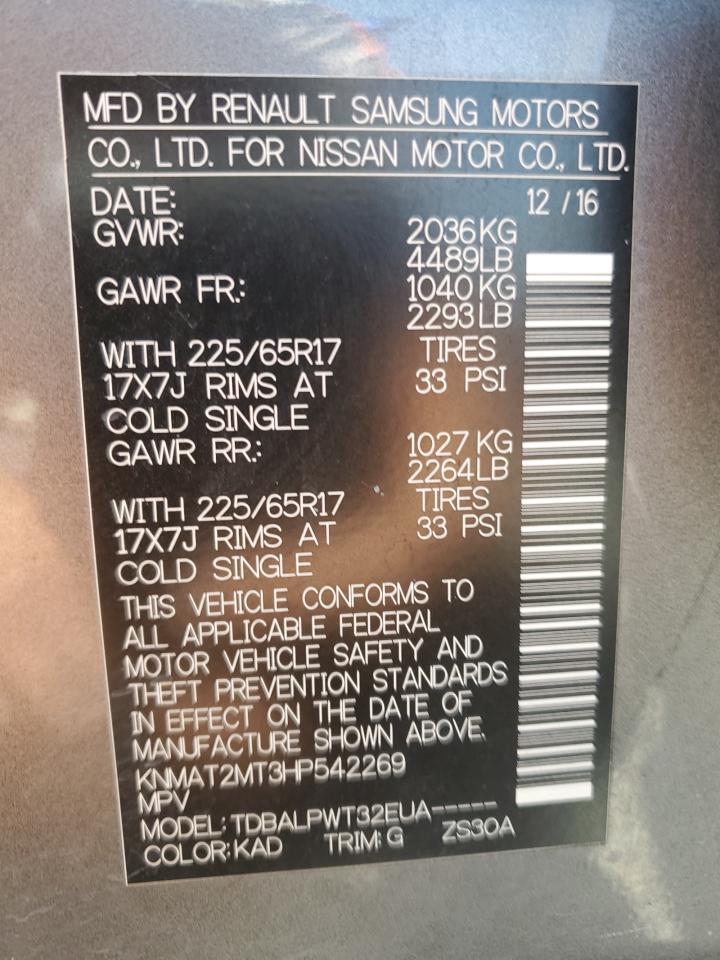 MFD BY RENAULT SAMSUNG MOTORS
CO., LTD. FOR NISSAN MOTOR CO., LTD.
DATE: 12 / 16
GVWR: 2036 KG
4489 LB
GAWR FR.: 1040 KG
2293 LB
WITH 225/65R17 TIRES
17X7J RIMS AT 33 PSI
COLD SINGLE
GAWR RR.: 1027 KG
2264 LB
WITH 225/65R17 TIRES
17X7J RIMS AT 33 PSI
COLD SINGLE
THIS VEHICLE CONFORMS TO
ALL APPLICABLE FEDERAL
MOTOR VEHICLE SAFETY AND
THEFT PREVENTION STANDARDS
IN EFFECT ON THE DATE OF
MANUFACTURE SHOWN ABOVE.
KNMAT2MT3HP542269
MPV
MODEL: TDBALPWT32EUA-----
COLOR: KAD TRIM: G ZS30A